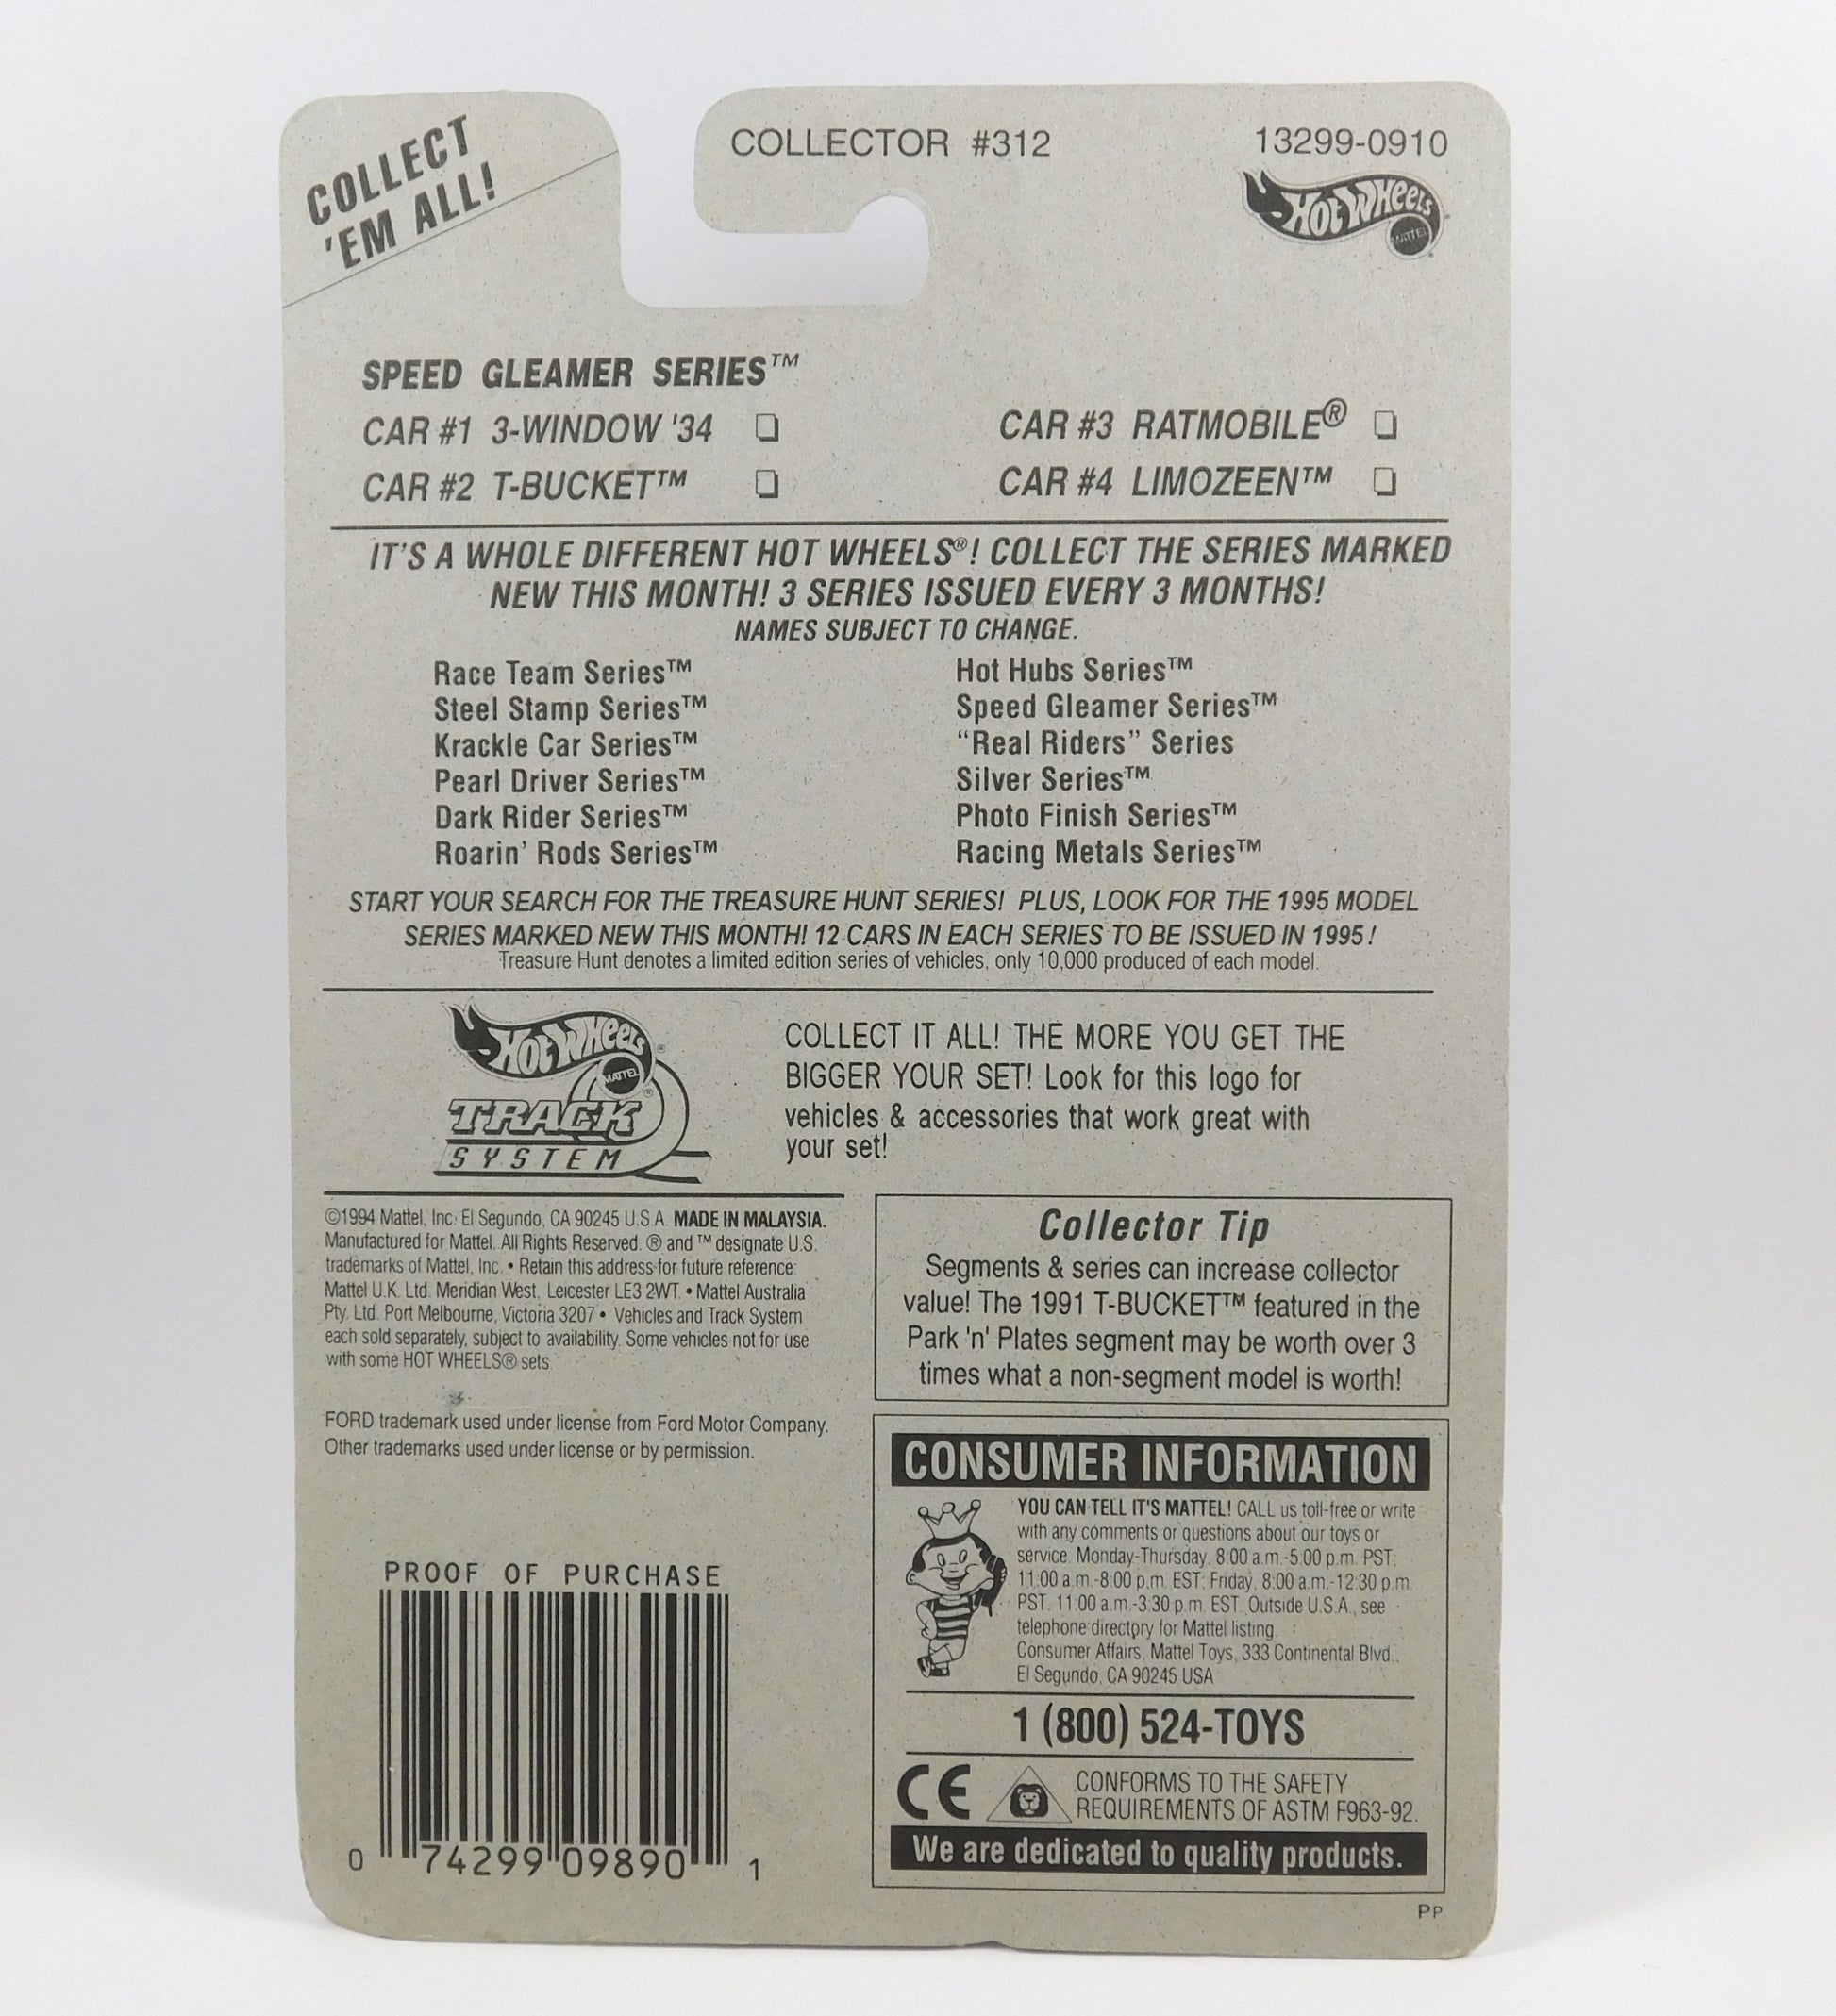 COLLECT
'EM ALL!
COLLECTOR #312
13299-0910
Hot Wheels®
MATTEL
SPEED GLEAMER SERIES™
CAR #1 3-WINDOW '34 ❏
CAR #2 T-BUCKET™ ❏
CAR #3 RATMOBILE® ❏
CAR #4 LIMOZEEN™ ❏
IT'S A WHOLE DIFFERENT HOT WHEELS®! COLLECT THE SERIES MARKED
NEW THIS MONTH! 3 SERIES ISSUED EVERY 3 MONTHS!
NAMES SUBJECT TO CHANGE.
Race Team Series™
Steel Stamp Series™
Krackle Car Series™
Pearl Driver Series™
Dark Rider Series™
Roarin' Rods Series™
Hot Hubs Series™
Speed Gleamer Series™
“Real Riders” Series
Silver Series™
Photo Finish Series™
Racing Metals Series™
START YOUR SEARCH FOR THE TREASURE HUNT SERIES! PLUS, LOOK FOR THE 1995 MODEL
SERIES MARKED NEW THIS MONTH! 12 CARS IN EACH SERIES TO BE ISSUED IN 1995!
Treasure Hunt denotes a limited edition series of vehicles, only 10,000 produced of each model.
Hot Wheels®
MATTEL
TRACK®
SYSTEM
COLLECT IT ALL! THE MORE YOU GET THE
BIGGER YOUR SET! Look for this logo for
vehicles & accessories that work great with
your set!
©1994 Mattel, Inc. El Segundo, CA 90245 U.S.A. MADE IN MALAYSIA.
Manufactured for Mattel. All Rights Reserved. ® and ™ designate U.S.
trademarks of Mattel, Inc. • Retain this address for future reference:
Mattel U.K. Ltd. Meridian West, Leicester LE3 2WT. • Mattel Australia
Pty. Ltd. Port Melbourne, Victoria 3207 • Vehicles and Track System
each sold separately, subject to availability. Some vehicles not for use
with some HOT WHEELS® sets.
FORD trademark used under license from Ford Motor Company.
Other trademarks used under license or by permission.
PROOF OF PURCHASE
0 74299 09890 1
Collector Tip
Segments & series can increase collector
value! The 1991 T-BUCKET™ featured in the
Park 'n' Plates segment may be worth over 3
times what a non-segment model is worth!
CONSUMER INFORMATION
YOU CAN TELL IT'S MATTEL! CALL us toll-free or write
with any comments or questions about our toys or
service. Monday-Thursday, 8:00 a.m.-5:00 p.m. PST;
11:00 a.m.-8:00 p.m. EST; Friday, 8:00 a.m.-12:30 p.m.
PST, 11:00 a.m.-3:30 p.m. EST. Outside U.S.A., see
telephone directory for Mattel listing.
Consumer Affairs, Mattel Toys, 333 Continental Blvd.,
El Segundo, CA 90245 USA
1 (800) 524-TOYS
CE
CONFORMS TO THE SAFETY
REQUIREMENTS OF ASTM F963-92.
We are dedicated to quality products.
PP